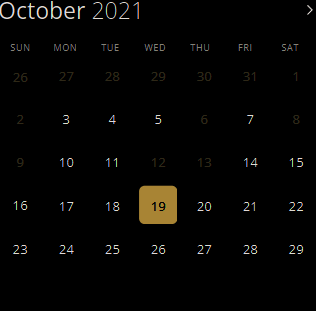 October 2021
SUN MON TUE WED THU FRI SAT
26 27 28 29 30 31 1
2 3 4 5 6 7 8
9 10 11 12 13 14 15
16 17 18 19 20 21 22
23 24 25 26 27 28 29